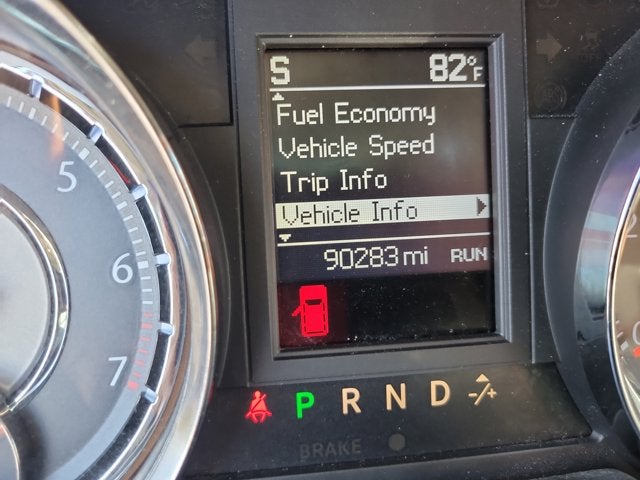 S 82°F
Fuel Economy
Vehicle Speed
Trip Info
Vehicle Info
90283 mi RUN
5
6
7
P R N D -/+
BRAKE